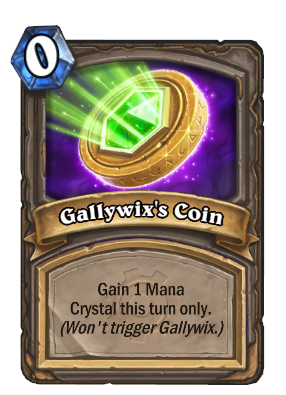 0
Gallywix's Coin
Gain 1 Mana
Crystal this turn only.
(Won't trigger Gallywix.)